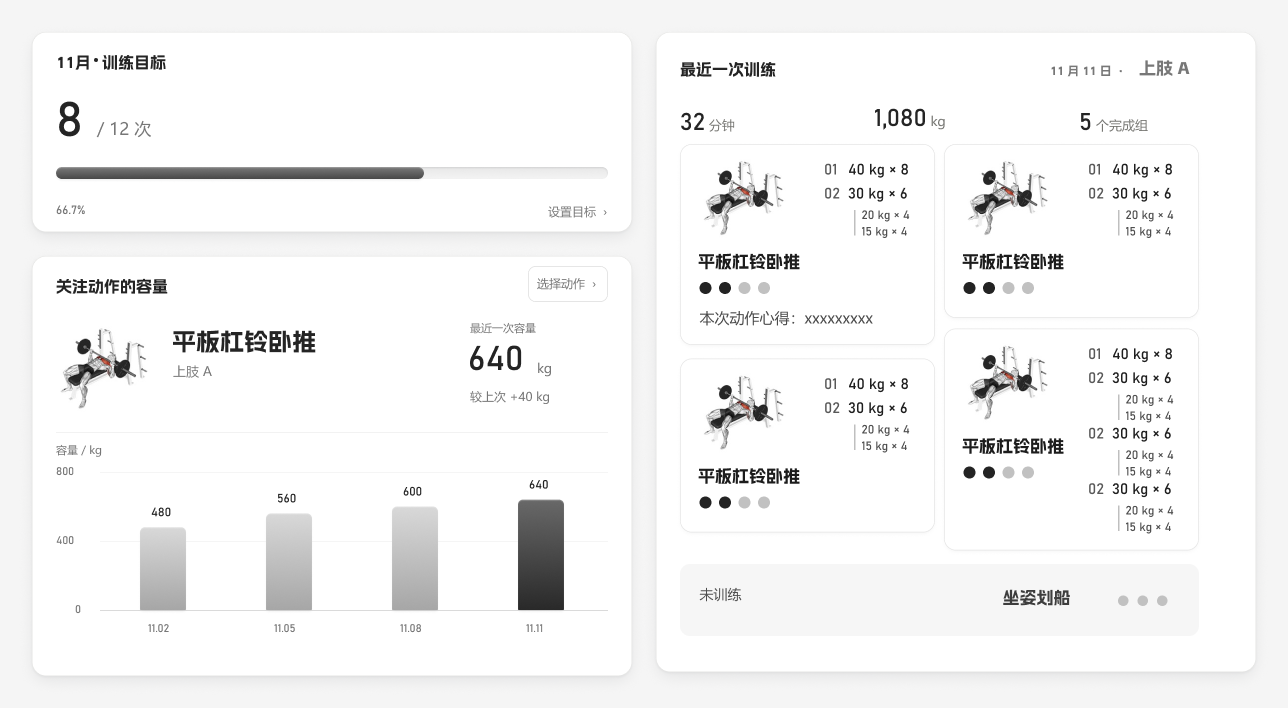 11月·训练目标
8 / 12 次
66.7%
设置目标 ›
关注动作的容量
选择动作 ›
平板杠铃卧推
上肢 A
最近一次容量
640 kg
较上次 +40 kg
容量 / kg
800
400
0
480
560
600
640
11.02
11.05
11.08
11.11
最近一次训练
11 月 11 日 · 上肢 A
32 分钟
1,080 kg
5 个完成组
01 40 kg × 8
02 30 kg × 6
20 kg × 4
15 kg × 4
平板杠铃卧推
本次动作心得：xxxxxxxxx
01 40 kg × 8
02 30 kg × 6
20 kg × 4
15 kg × 4
平板杠铃卧推
01 40 kg × 8
02 30 kg × 6
20 kg × 4
15 kg × 4
平板杠铃卧推
01 40 kg × 8
02 30 kg × 6
20 kg × 4
15 kg × 4
02 30 kg × 6
20 kg × 4
15 kg × 4
02 30 kg × 6
20 kg × 4
15 kg × 4
平板杠铃卧推
未训练
坐姿划船